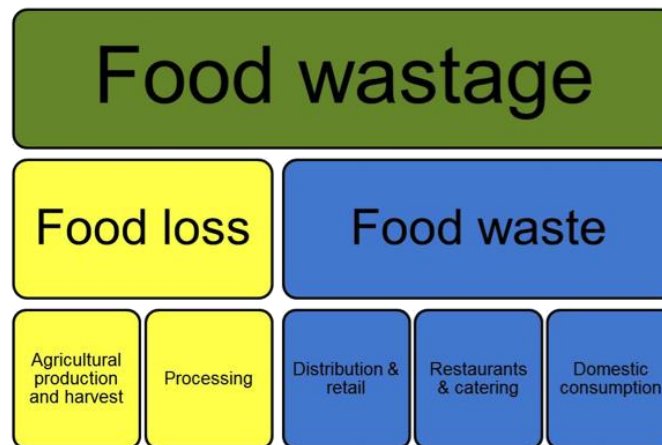 Food wastage
Food loss
Food waste
Agricultural
production
and harvest
Processing
Distribution &
retail
Restaurants
& catering
Domestic
consumption